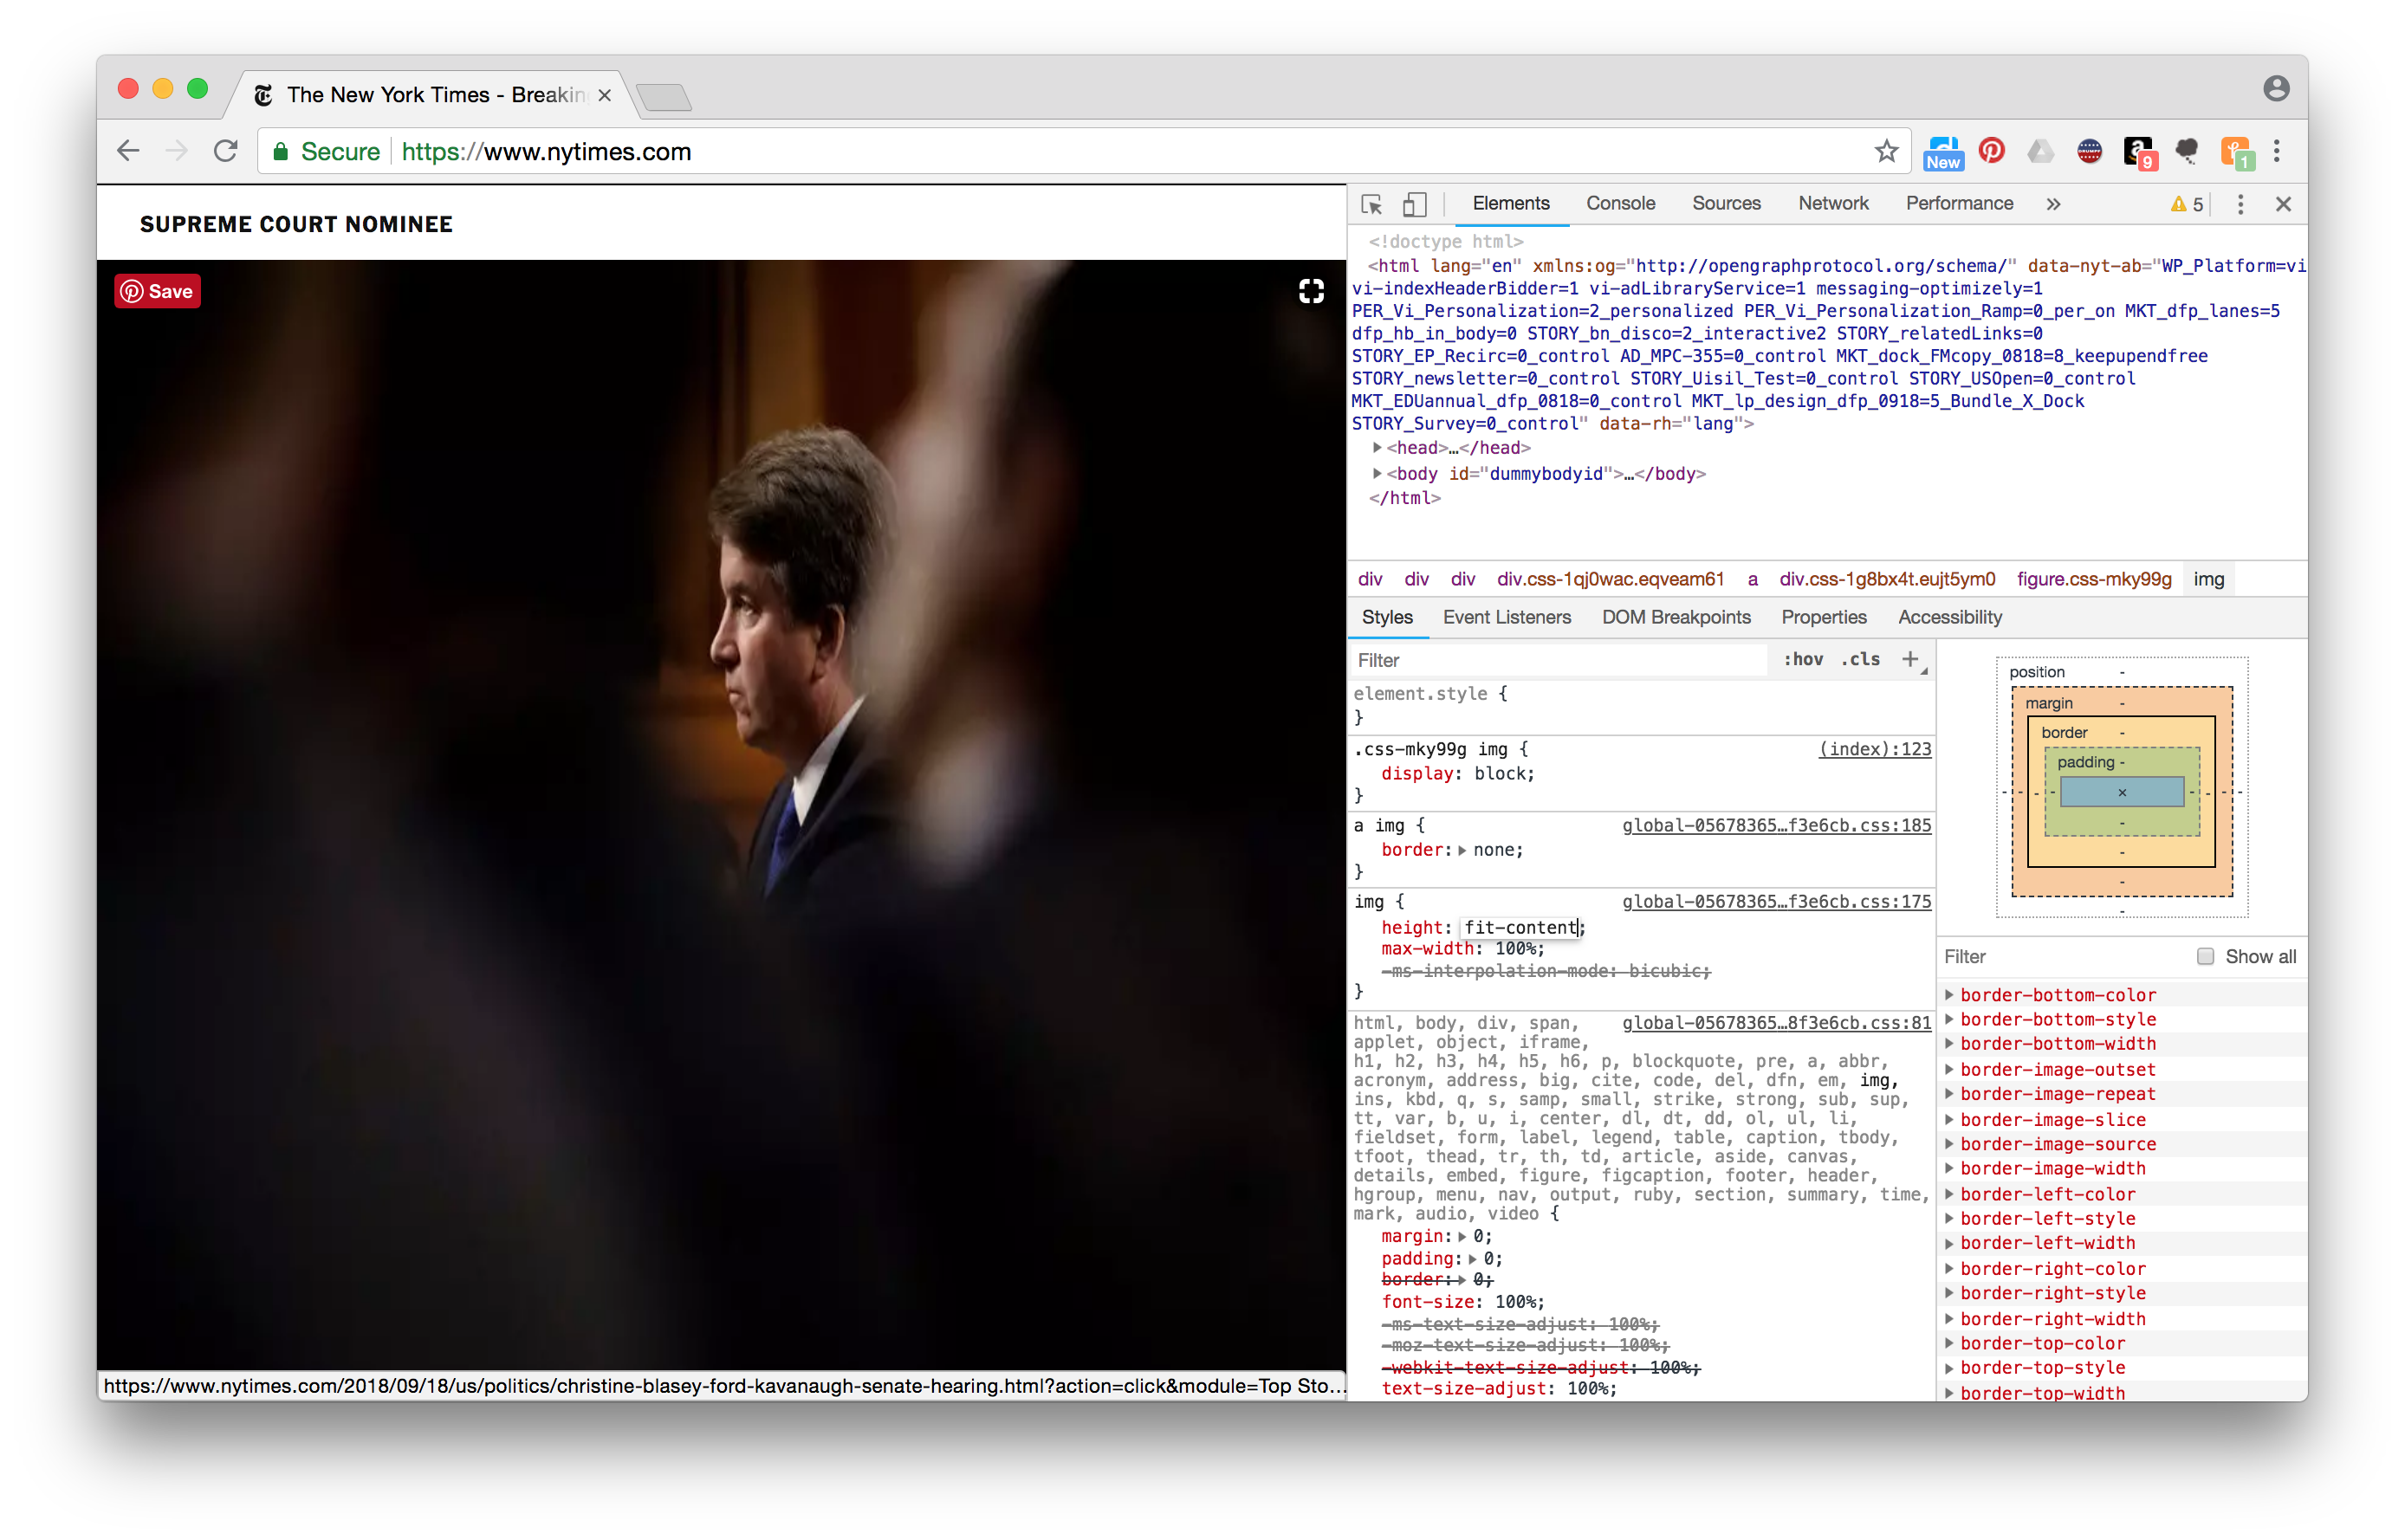 The New York Times - Breakin
Secure https://www.nytimes.com
New
9
1
SUPREME COURT NOMINEE
Save
Elements Console Sources Network Performance » 5
<!doctype html>
<html lang="en" xmlns:og="http://opengraphprotocol.org/schema/" data-nyt-ab="WP_Platform=vi
vi-indexHeaderBidder=1 vi-adLibraryService=1 messaging-optimizely=1
PER_Vi_Personalization=2_personalized PER_Vi_Personalization_Ramp=0_per_on MKT_dfp_lanes=5
dfp_hb_in_body=0 STORY_bn_disco=2_interactive2 STORY_relatedLinks=0
STORY_EP_Recirc=0_control AD_MPC-355=0_control MKT_dock_FMcopy_0818=8_keepupendfree
STORY_newsletter=0_control STORY_Uisil_Test=0_control STORY_USOpen=0_control
MKT_EDUannual_dfp_0818=0_control MKT_lp_design_dfp_0918=5_Bundle_X_Dock
STORY_Survey=0_control" data-rh="lang">
<head>…</head>
<body id="dummybodyid">…</body>
</html>
div div div div.css-1qj0wac.eqveam61 a div.css-1g8bx4t.eujt5ym0 figure.css-mky99g img
Styles Event Listeners DOM Breakpoints Properties Accessibility
Filter :hov .cls +
element.style {
}
.css-mky99g img { (index):123
display: block;
}
a img { global-05678365…f3e6cb.css:185
border: none;
}
img { global-05678365…f3e6cb.css:175
height: fit-content;
max-width: 100%;
-ms-interpolation-mode: bicubic;
}
html, body, div, span, global-05678365…8f3e6cb.css:81
applet, object, iframe,
h1, h2, h3, h4, h5, h6, p, blockquote, pre, a, abbr,
acronym, address, big, cite, code, del, dfn, em, img,
ins, kbd, q, s, samp, small, strike, strong, sub, sup,
tt, var, b, u, i, center, dl, dt, dd, ol, ul, li,
fieldset, form, label, legend, table, caption, tbody,
tfoot, thead, tr, th, td, article, aside, canvas,
details, embed, figure, figcaption, footer, header,
hgroup, menu, nav, output, ruby, section, summary, time,
mark, audio, video {
margin: 0;
padding: 0;
border: 0;
font-size: 100%;
-ms-text-size-adjust: 100%;
-moz-text-size-adjust: 100%;
-webkit-text-size-adjust: 100%;
text-size-adjust: 100%;
position -
margin -
border -
padding -
- - - - × - - - -
-
-
-
-
Filter Show all
border-bottom-color
border-bottom-style
border-bottom-width
border-image-outset
border-image-repeat
border-image-slice
border-image-source
border-image-width
border-left-color
border-left-style
border-left-width
border-right-color
border-right-style
border-right-width
border-top-color
border-top-style
border-top-width
https://www.nytimes.com/2018/09/18/us/politics/christine-blasey-ford-kavanaugh-senate-hearing.html?action=click&module=Top Sto…